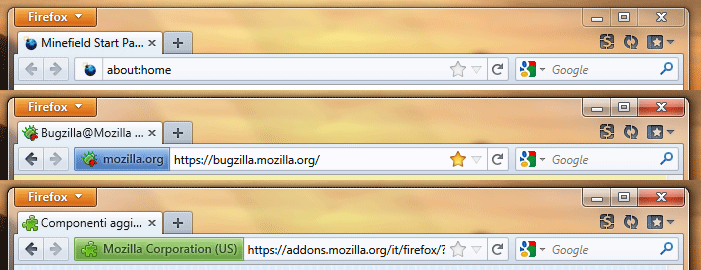 Firefox
Minefield Start Pa...
about:home
Google
Firefox
Bugzilla@Mozilla ...
mozilla.org
https://bugzilla.mozilla.org/
Google
Firefox
Componenti aggi...
Mozilla Corporation (US)
https://addons.mozilla.org/it/firefox/?
Google